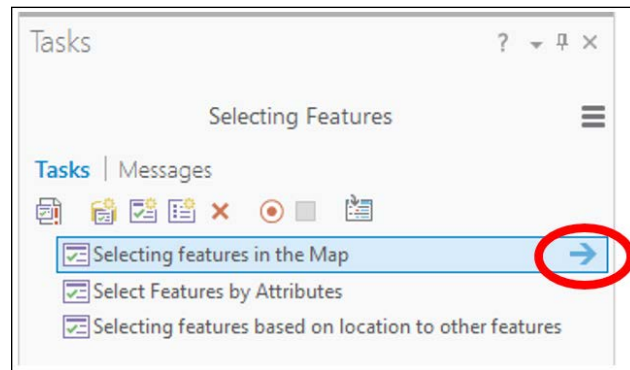 Tasks ?
Selecting Features
Tasks | Messages
Selecting features in the Map
Select Features by Attributes
Selecting features based on location to other features